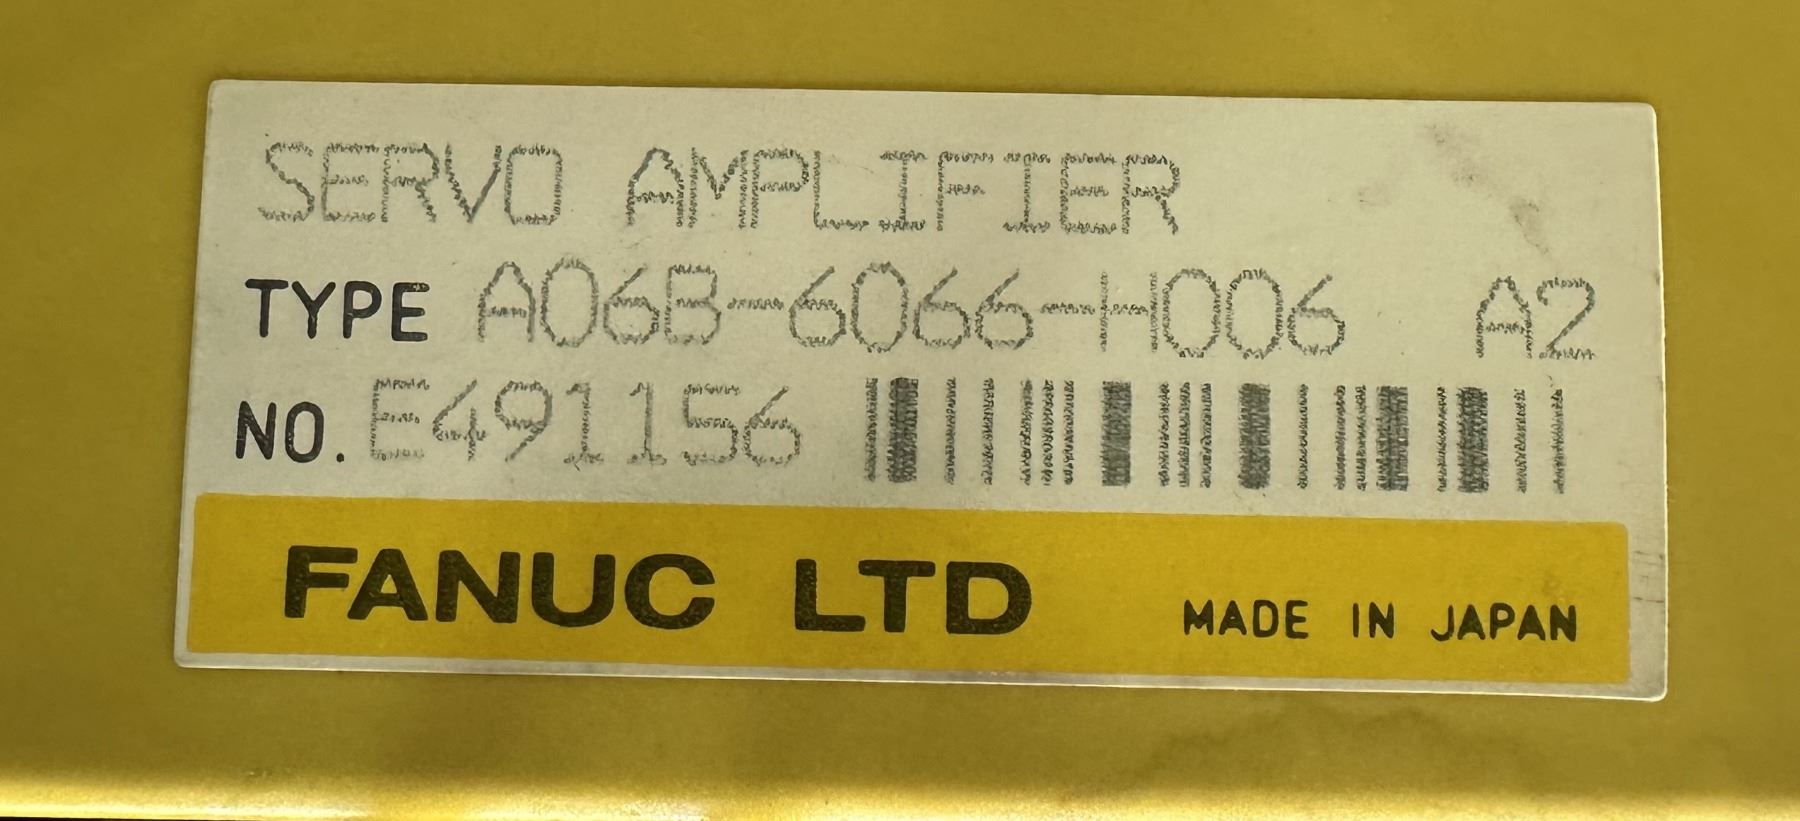 SERVO AMPLIFIER
TYPE A06B-6066-H006 A2
NO. E491156
FANUC LTD MADE IN JAPAN